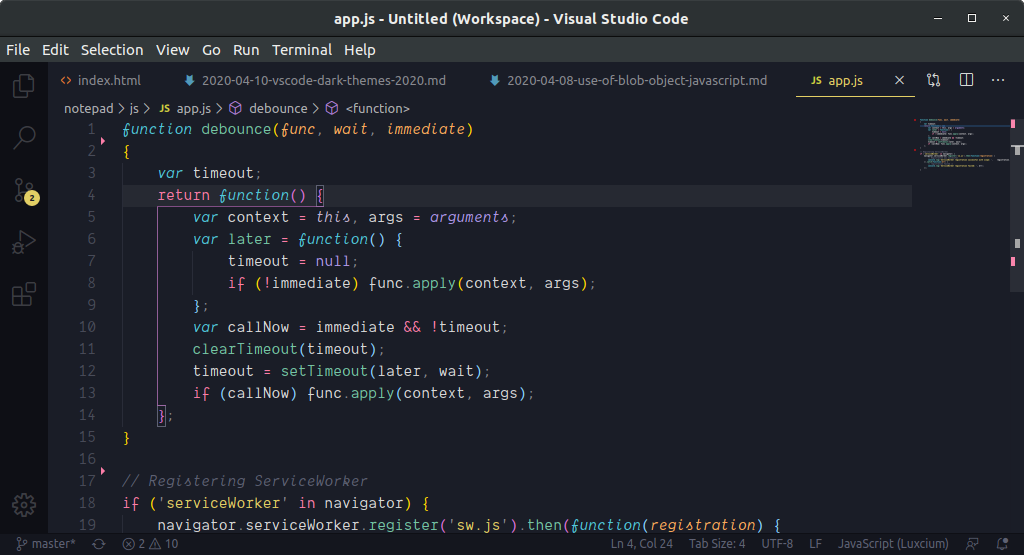 app.js - Untitled (Workspace) - Visual Studio Code
File Edit Selection View Go Run Terminal Help
<> index.html 2020-04-10-vscode-dark-themes-2020.md 2020-04-08-use-of-blob-object-javascript.md JS app.js
notepad > js > JS app.js > debounce > <function>
1 function debounce(func, wait, immediate)
2 {
3 var timeout;
4 return function() {
5 var context = this, args = arguments;
6 var later = function() {
7 timeout = null;
8 if (!immediate) func.apply(context, args);
9 };
10 var callNow = immediate && !timeout;
11 clearTimeout(timeout);
12 timeout = setTimeout(later, wait);
13 if (callNow) func.apply(context, args);
14 };
15 }
16
17 // Registering ServiceWorker
18 if ('serviceWorker' in navigator) {
19 navigator.serviceWorker.register('sw.js').then(function(registration) {
2
master* 2 10 Ln 4, Col 24 Tab Size: 4 UTF-8 LF JavaScript (Luxcium)